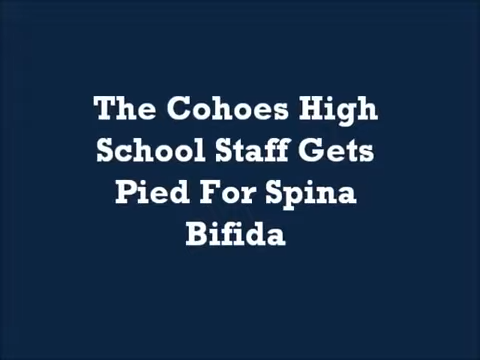 The Cohoes High
School Staff Gets
Pied For Spina
Bifida